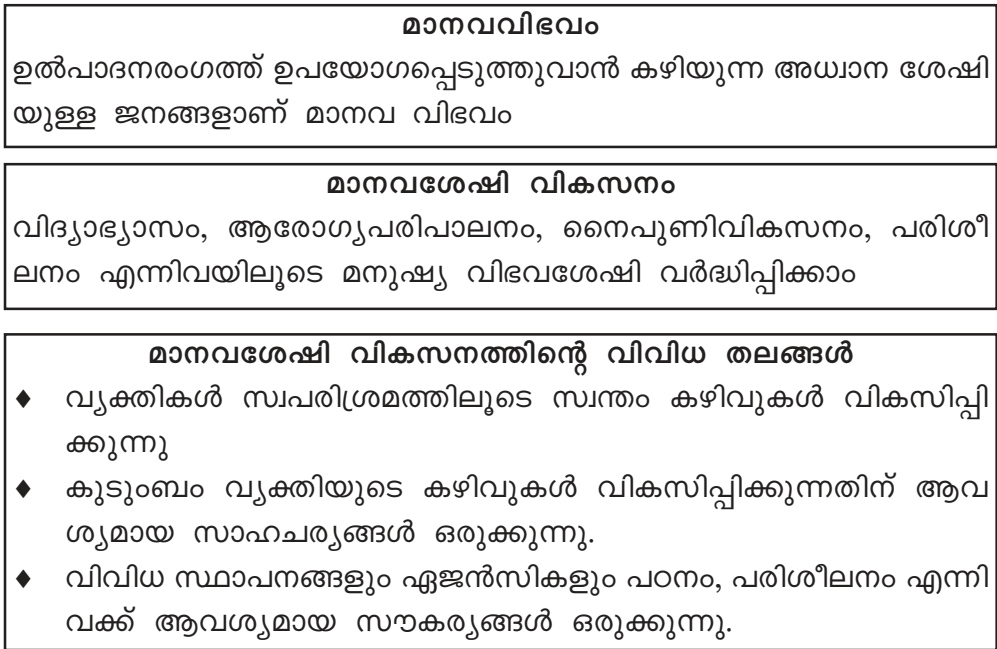 മാനവവിഭവം
ഉൽപാദനരംഗത്ത് ഉപയോഗപ്പെടുത്തുവാൻ കഴിയുന്ന അധ്വാന ശേഷി
യുള്ള ജനങ്ങളാണ് മാനവ വിഭവം
മാനവശേഷി വികസനം
വിദ്യാഭ്യാസം, ആരോഗ്യപരിപാലനം, നൈപുണിവികസനം, പരിശീ
ലനം എന്നിവയിലൂടെ മനുഷ്യ വിഭവശേഷി വർദ്ധിപ്പിക്കാം
മാനവശേഷി വികസനത്തിന്റെ വിവിധ തലങ്ങൾ
♦ വ്യക്തികൾ സ്വപരിശ്രമത്തിലൂടെ സ്വന്തം കഴിവുകൾ വികസിപ്പി
ക്കുന്നു
♦ കുടുംബം വ്യക്തിയുടെ കഴിവുകൾ വികസിപ്പിക്കുന്നതിന് ആവ
ശ്യമായ സാഹചര്യങ്ങൾ ഒരുക്കുന്നു.
♦ വിവിധ സ്ഥാപനങ്ങളും ഏജൻസികളും പഠനം, പരിശീലനം എന്നി
വക്ക് ആവശ്യമായ സൗകര്യങ്ങൾ ഒരുക്കുന്നു.